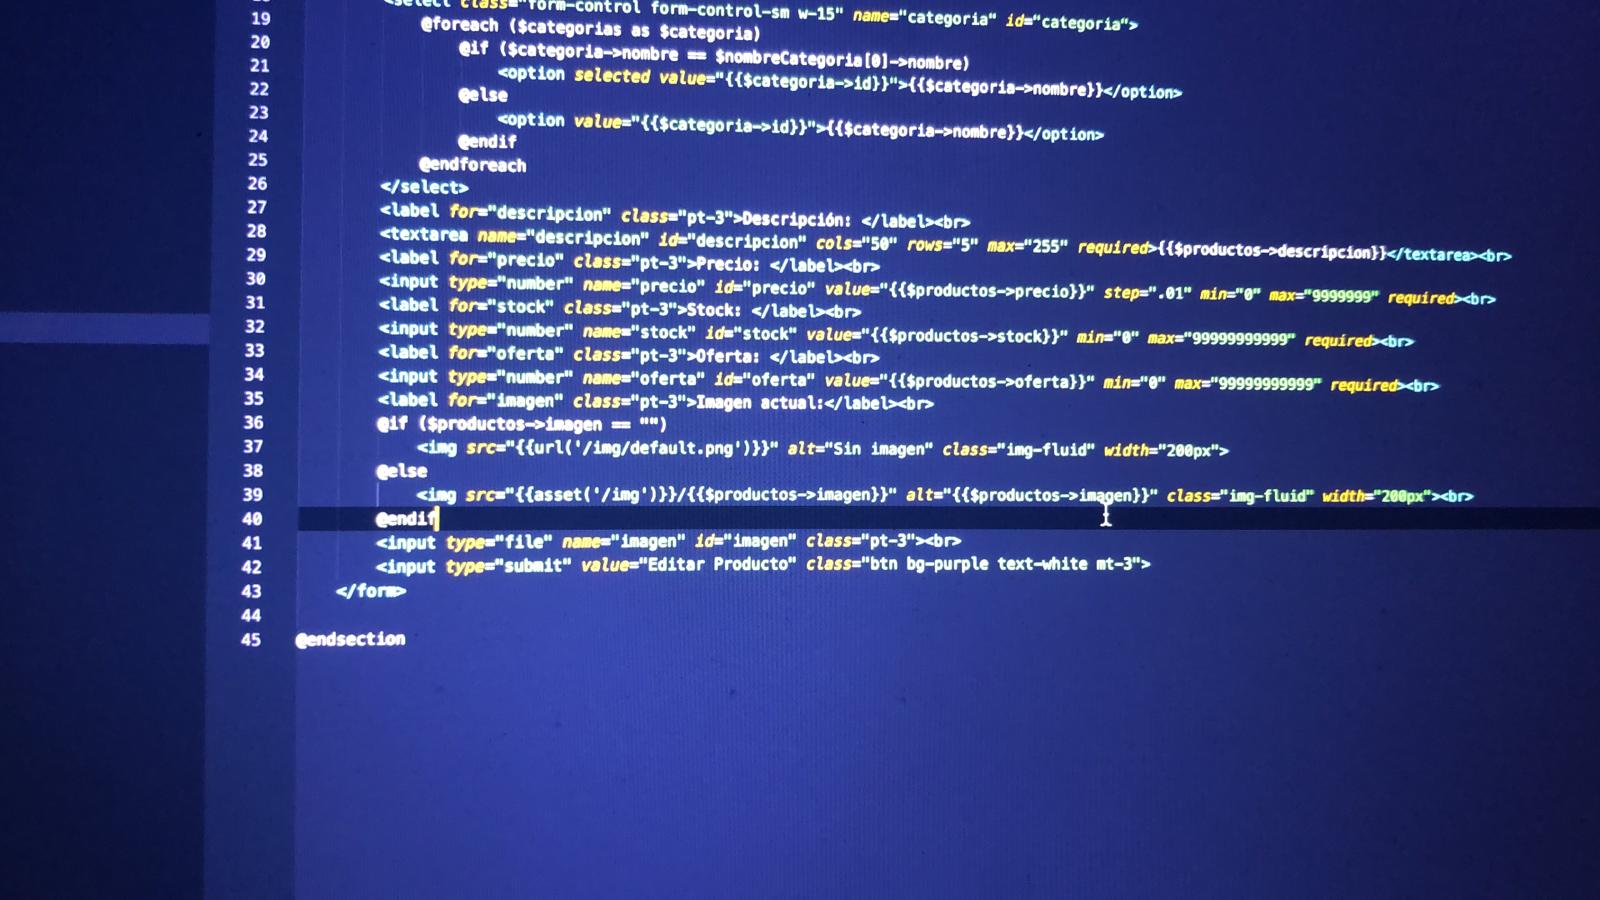 <select class="form-control form-control-sm w-15" name="categoria" id="categoria">
19 @foreach ($categorias as $categoria)
20 @if ($categoria->nombre == $nombreCategoria[0]->nombre)
21 <option selected value="{{$categoria->id}}">{{$categoria->nombre}}</option>
22 @else
23 <option value="{{$categoria->id}}">{{$categoria->nombre}}</option>
24 @endif
25 @endforeach
26 </select>
27 <label for="descripcion" class="pt-3">Descripción: </label><br>
28 <textarea name="descripcion" id="descripcion" cols="50" rows="5" max="255" required>{{$productos->descripcion}}</textarea><br>
29 <label for="precio" class="pt-3">Precio: </label><br>
30 <input type="number" name="precio" id="precio" value="{{$productos->precio}}" step=".01" min="0" max="9999999" required><br>
31 <label for="stock" class="pt-3">Stock: </label><br>
32 <input type="number" name="stock" id="stock" value="{{$productos->stock}}" min="0" max="99999999999" required><br>
33 <label for="oferta" class="pt-3">Oferta: </label><br>
34 <input type="number" name="oferta" id="oferta" value="{{$productos->oferta}}" min="0" max="99999999999" required><br>
35 <label for="imagen" class="pt-3">Imagen actual:</label><br>
36 @if ($productos->imagen == "")
37 <img src="{{url('/img/default.png')}}" alt="Sin imagen" class="img-fluid" width="200px">
38 @else
39 <img src="{{asset('/img')}}/{{$productos->imagen}}" alt="{{$productos->imagen}}" class="img-fluid" width="200px"><br>
40 @endif
41 <input type="file" name="imagen" id="imagen" class="pt-3"><br>
42 <input type="submit" value="Editar Producto" class="btn bg-purple text-white mt-3">
43 </form>
44
45 @endsection